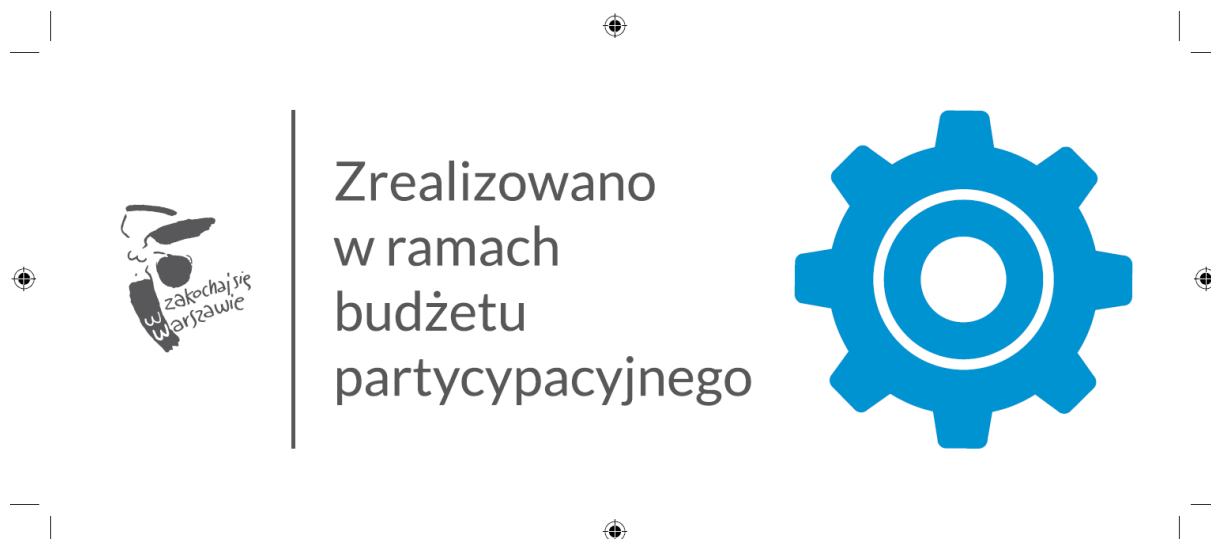 zakochaj się
w warszawie
Zrealizowano
w ramach
budżetu
partycypacyjnego